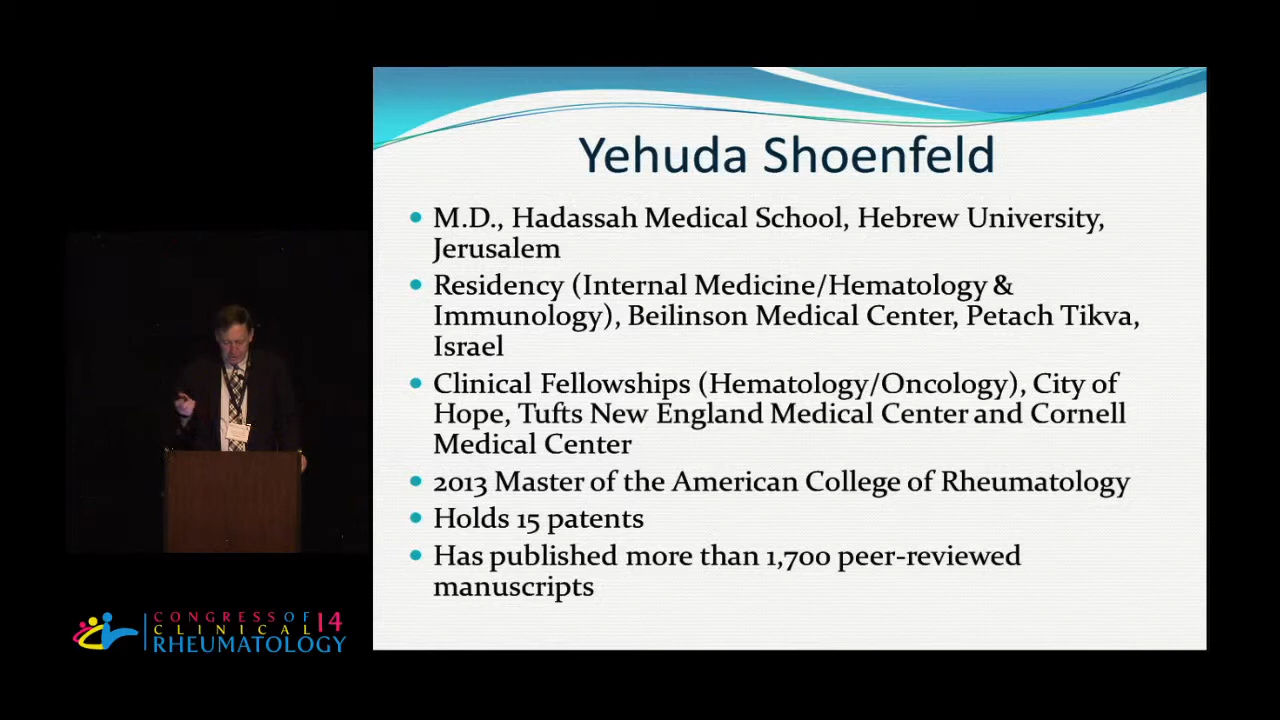 Yehuda Shoenfeld
• M.D., Hadassah Medical School, Hebrew University,
Jerusalem
• Residency (Internal Medicine/Hematology &
Immunology), Beilinson Medical Center, Petach Tikva,
Israel
• Clinical Fellowships (Hematology/Oncology), City of
Hope, Tufts New England Medical Center and Cornell
Medical Center
• 2013 Master of the American College of Rheumatology
• Holds 15 patents
• Has published more than 1,700 peer-reviewed
manuscripts
CONGRESS OF 14
CLINICAL
RHEUMATOLOGY